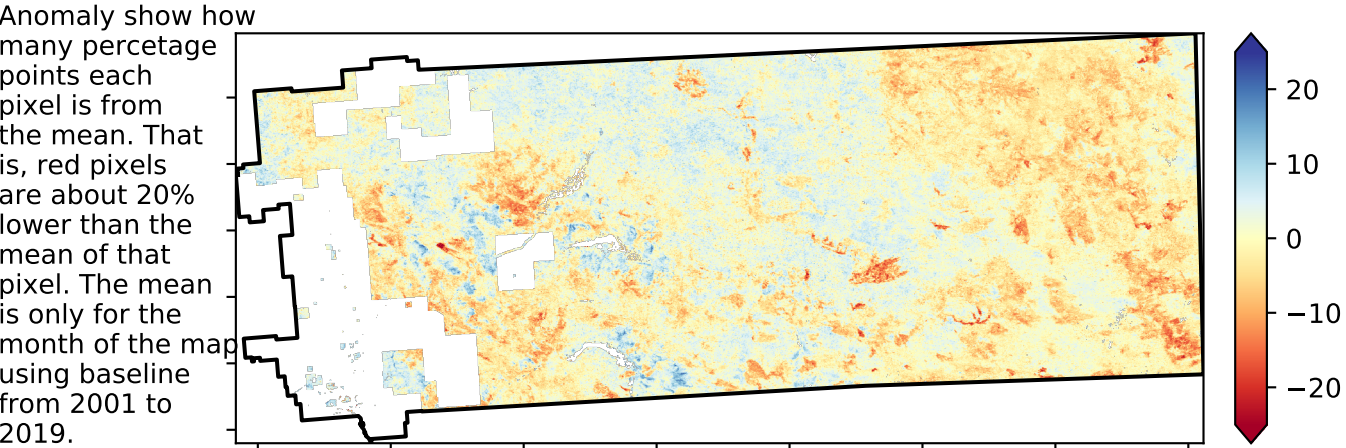 Anomaly show how
many percetage
points each
pixel is from
the mean. That
is, red pixels
are about 20%
lower than the
mean of that
pixel. The mean
is only for the
month of the map
using baseline
from 2001 to
2019.
20
10
0
−10
−20